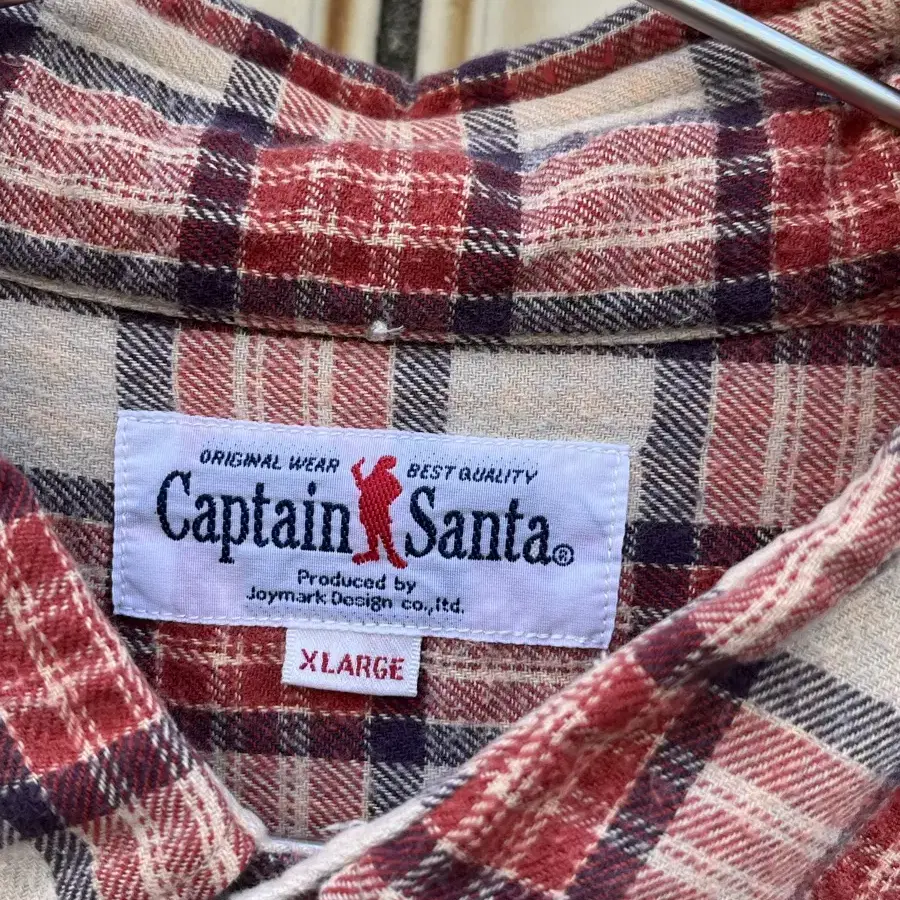 ORIGINAL WEAR BEST QUALITY
Captain Santa®
Produced by
Joymark Design co.,ltd.
XLARGE